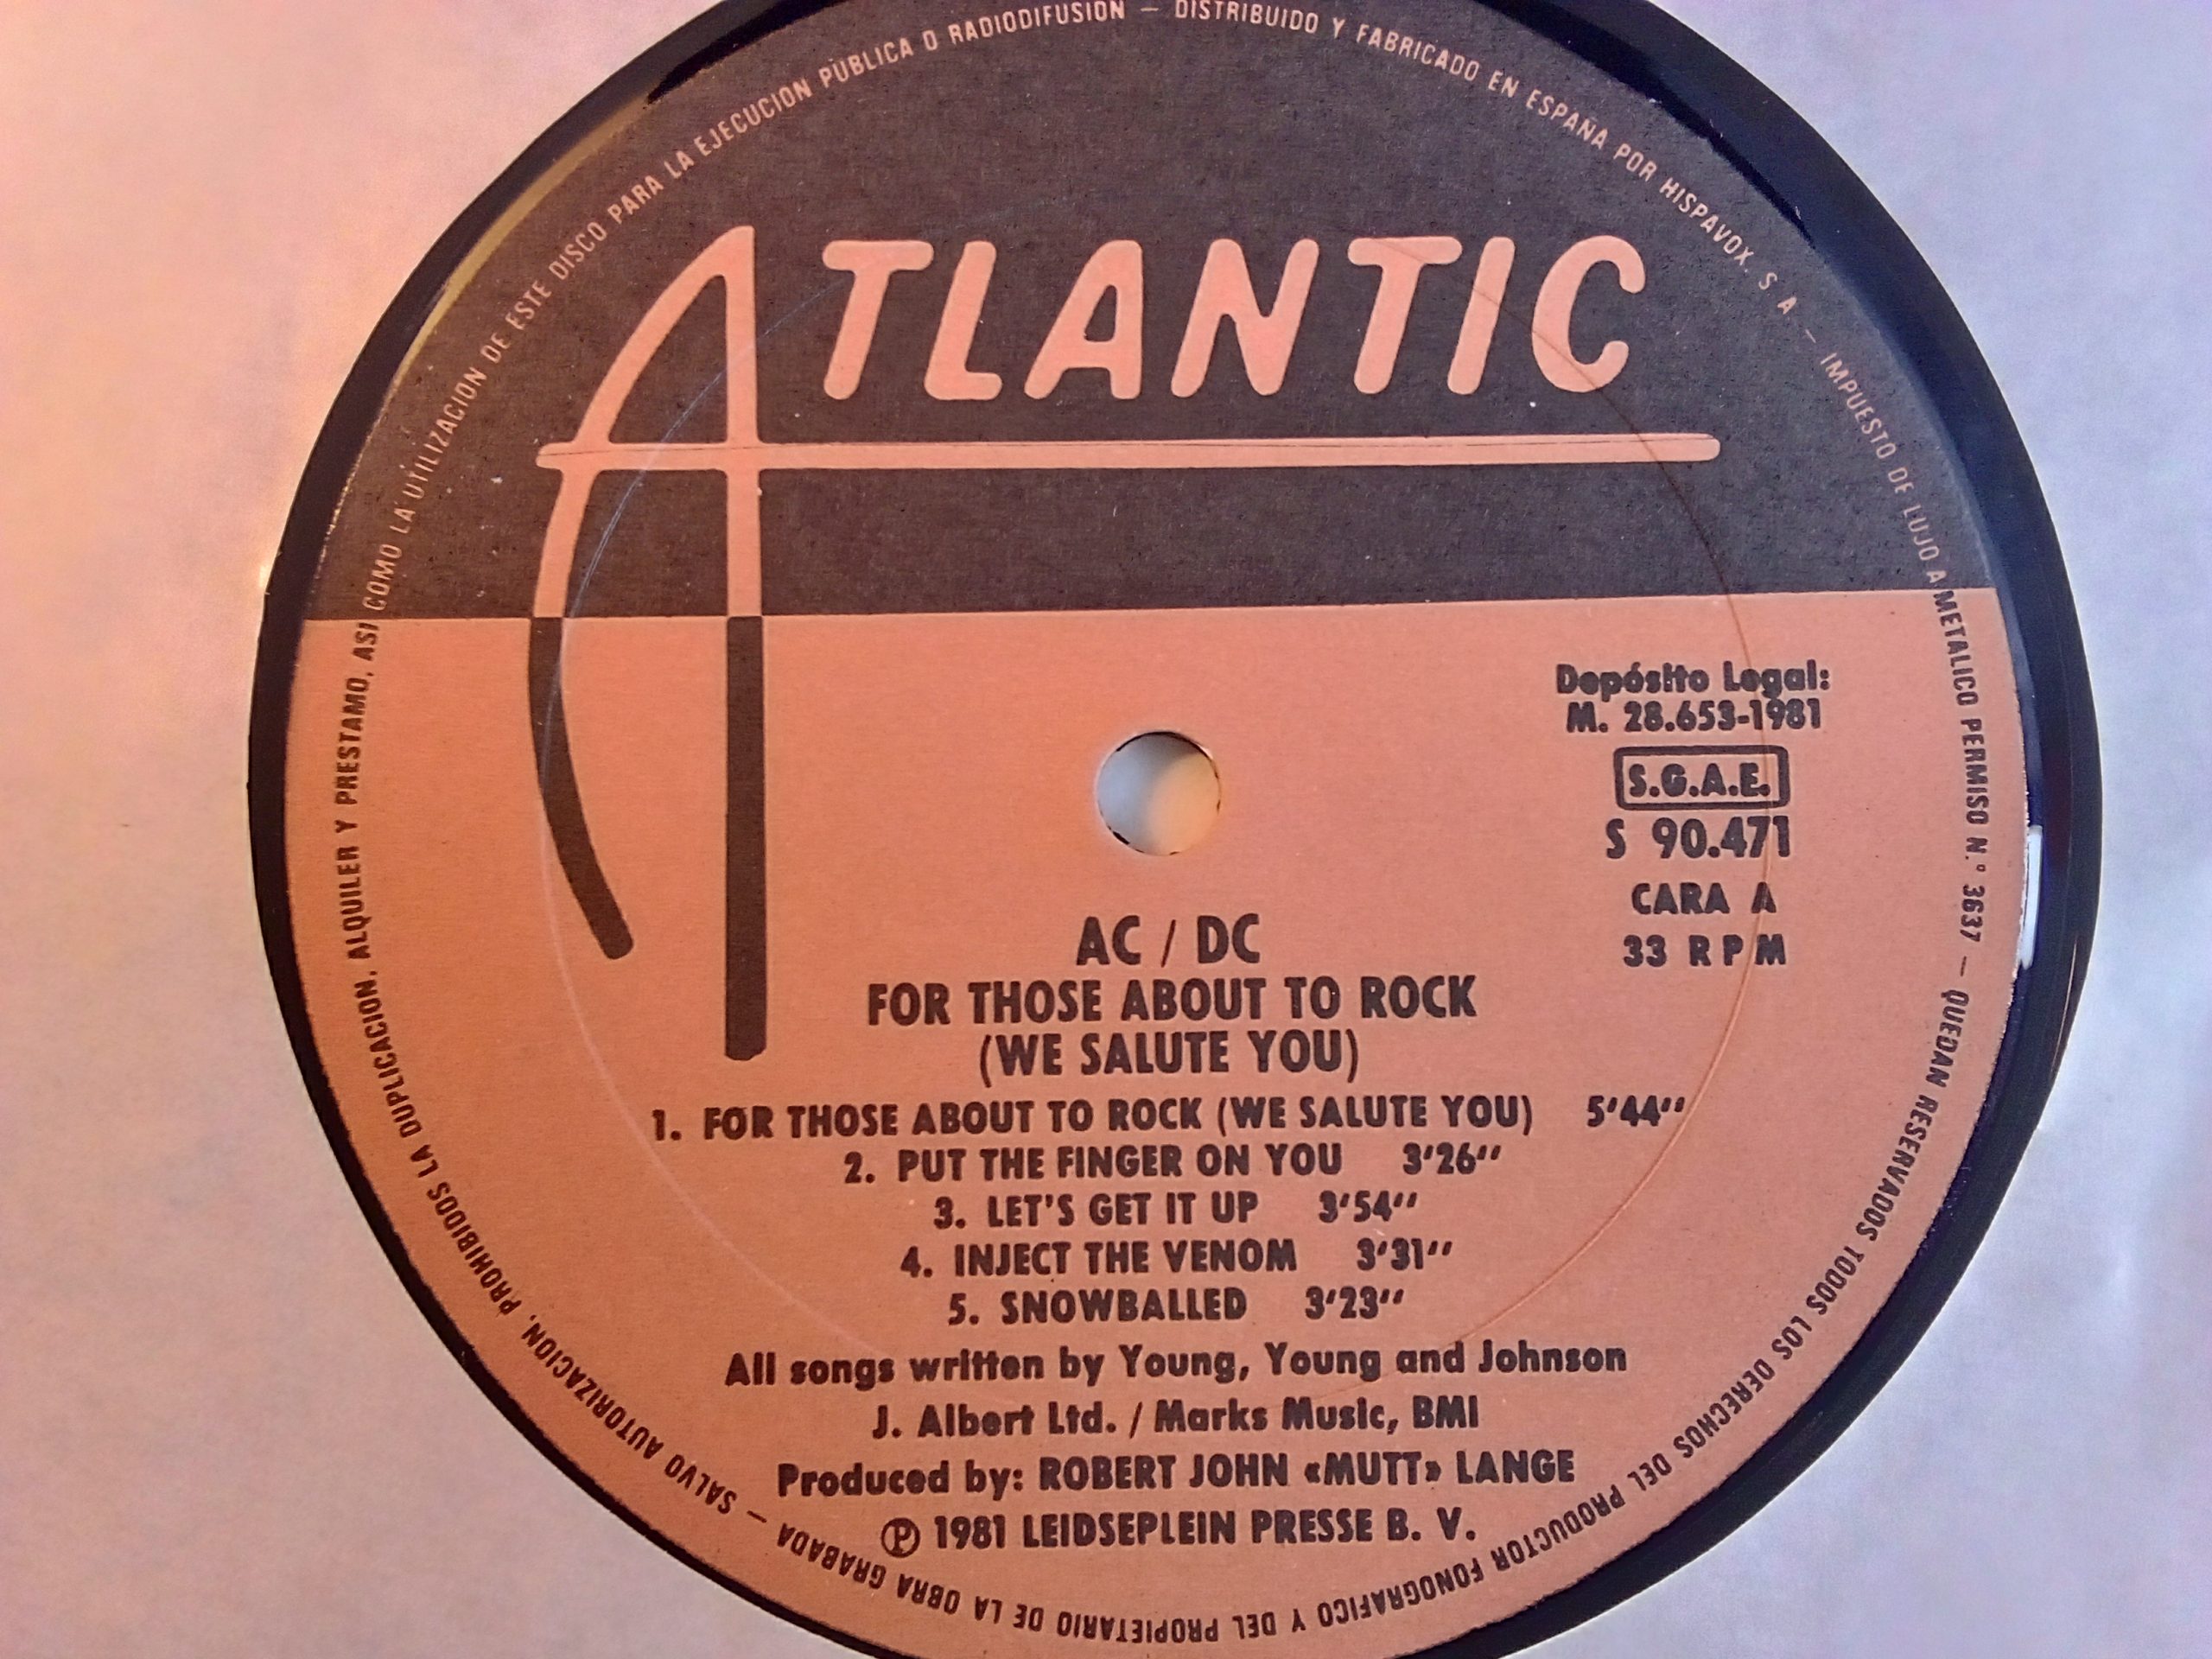 ATLANTIC
Depósito Legal:
M. 28.653-1981
S.G.A.E.
S 90.471
CARA A
33 RPM
AC / DC
FOR THOSE ABOUT TO ROCK
(WE SALUTE YOU)
1. FOR THOSE ABOUT TO ROCK (WE SALUTE YOU) 5'44''
2. PUT THE FINGER ON YOU 3'26''
3. LET'S GET IT UP 3'54''
4. INJECT THE VENOM 3'31''
5. SNOWBALLED 3'23''
All songs written by Young, Young and Johnson
J. Albert Ltd. / Marks Music, BMI
Produced by: ROBERT JOHN «MUTT» LANGE
Ⓟ 1981 LEIDSEPLEIN PRESSE B. V.
DISTRIBUIDO Y FABRICADO EN ESPAÑA POR HISPAVOX. S A – IMPUESTO DE LUJO A METALICO PERMISO N.º 3637 – QUEDAN RESERVADOS TODOS LOS DERECHOS DEL PRODUCTOR FONOGRAFICO Y DEL PROPIETARIO DE LA OBRA GRABADA – SALVO AUTORIZACION, PROHIBIDOS LA DUPLICACION, ALQUILER Y PRESTAMO, ASI COMO LA UTILIZACION DE ESTE DISCO PARA LA EJECUCION PUBLICA O RADIODIFUSION –